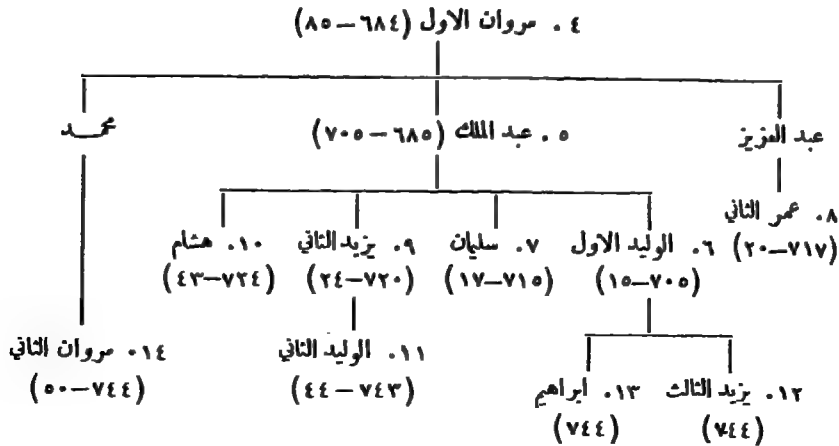 ٤ . مروان الاول (٦٨٤–٨٥)
عبد العزيز
٥ . عبد الملك (٦٨٥–٧٠٥)
محمد
٨. عمر الثاني
(٧١٧–٢٠)
٦. الوليد الاول
(٧٠٥–١٥)
٧. سليمان
(٧١٥–١٧)
٩. يزيد الثاني
(٧٢٠–٢٤)
١٠. هشام
(٧٢٤–٤٣)
١١. الوليد الثاني
(٧٤٣–٤٤)
١٤. مروان الثاني
(٧٤٤–٥٠)
١٢. يزيد الثالث
(٧٤٤)
١٣. ابراهيم
(٧٤٤)